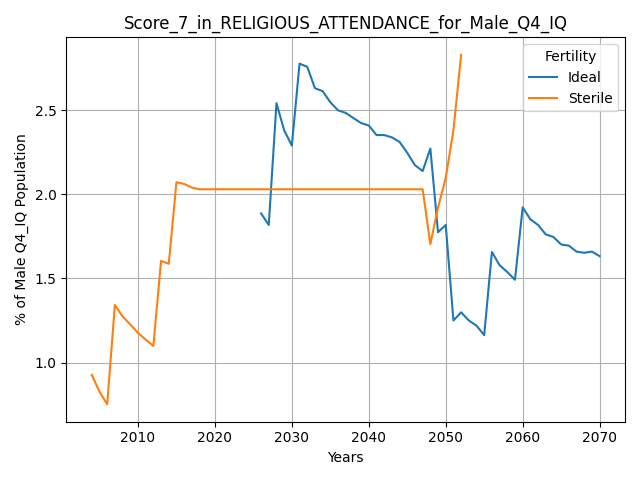 Score_7_in_RELIGIOUS_ATTENDANCE_for_Male_Q4_IQ
Fertility
Ideal
Sterile
% of Male Q4_IQ Population
2.5
2.0
1.5
1.0
2010 2020 2030 2040 2050 2060 2070
Years